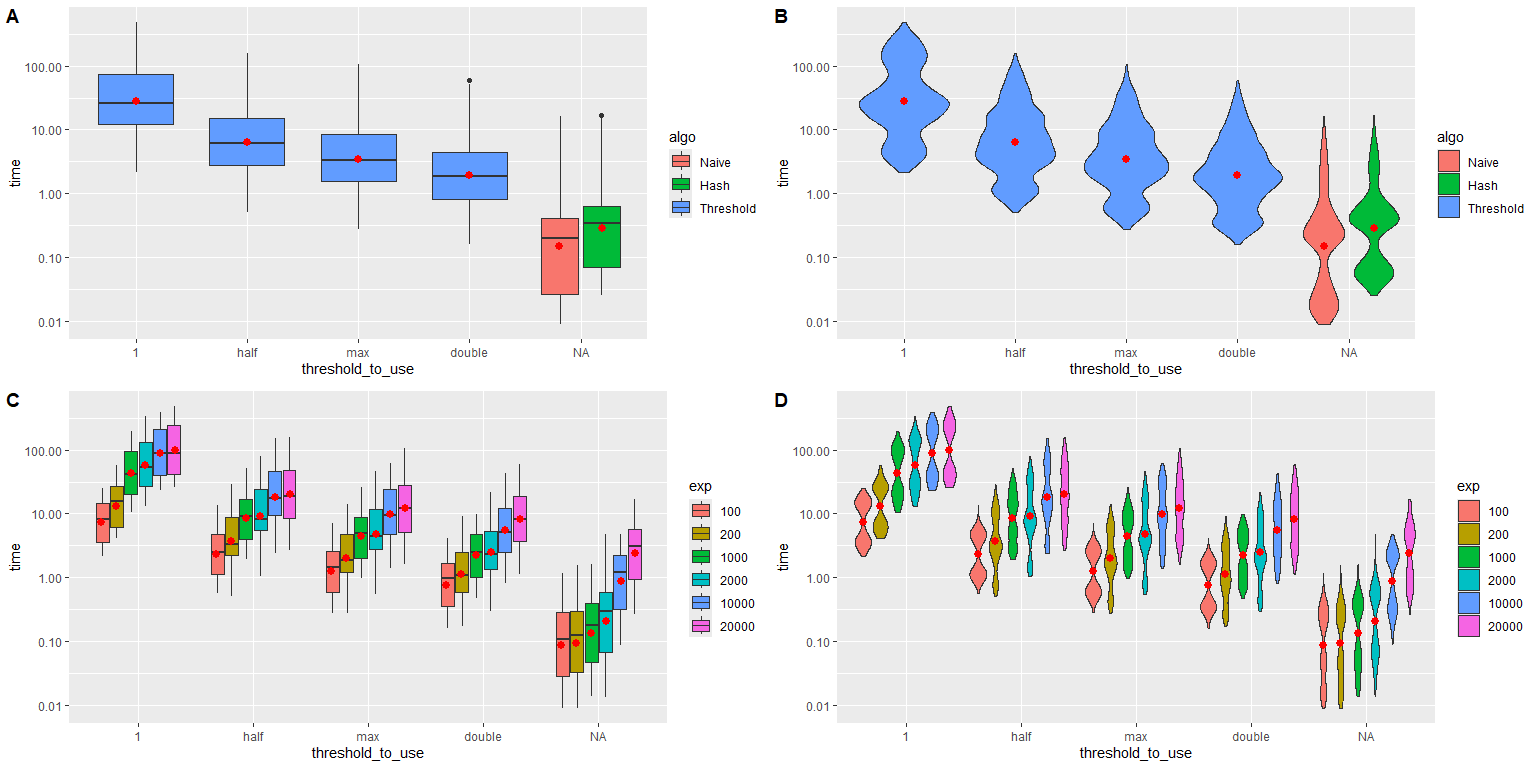 A
time
100.00
10.00
1.00
0.10
0.01
1 half max double NA
threshold_to_use
algo
Naive
Hash
Threshold
B
time
100.00
10.00
1.00
0.10
0.01
1 half max double NA
threshold_to_use
algo
Naive
Hash
Threshold
C
time
100.00
10.00
1.00
0.10
0.01
1 half max double NA
threshold_to_use
exp
100
200
1000
2000
10000
20000
D
time
100.00
10.00
1.00
0.10
0.01
1 half max double NA
threshold_to_use
exp
100
200
1000
2000
10000
20000